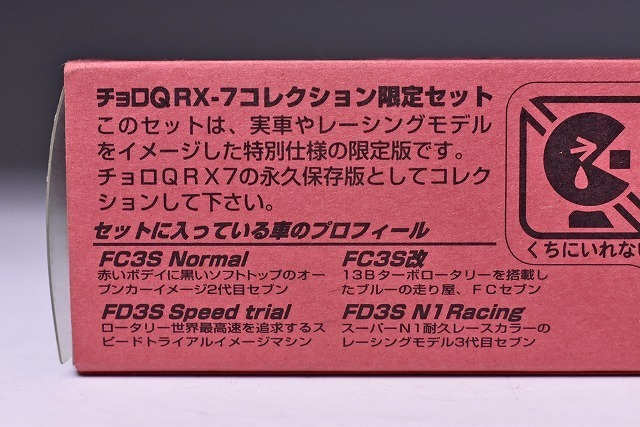 チョロQ RX-7コレクション限定セット
このセットは、実車やレーシングモデル
をイメージした特別仕様の限定版です。
チョロQRX7の永久保存版としてコレク
ションして下さい。
セットに入っている車のプロフィール
FC3S Normal
赤いボディに黒いソフトトップのオー
プンカーイメージ2代目セブン
FC3S改
13Bターボロータリーを搭載し
たブルーの走り屋、FCセブン
FD3S Speed trial
ロータリー世界最高速を追求するス
ピードトライアルイメージマシン
FD3S N1Racing
スーパーN1耐久レースカラーの
レーシングモデル3代目セブン
くちにいれない